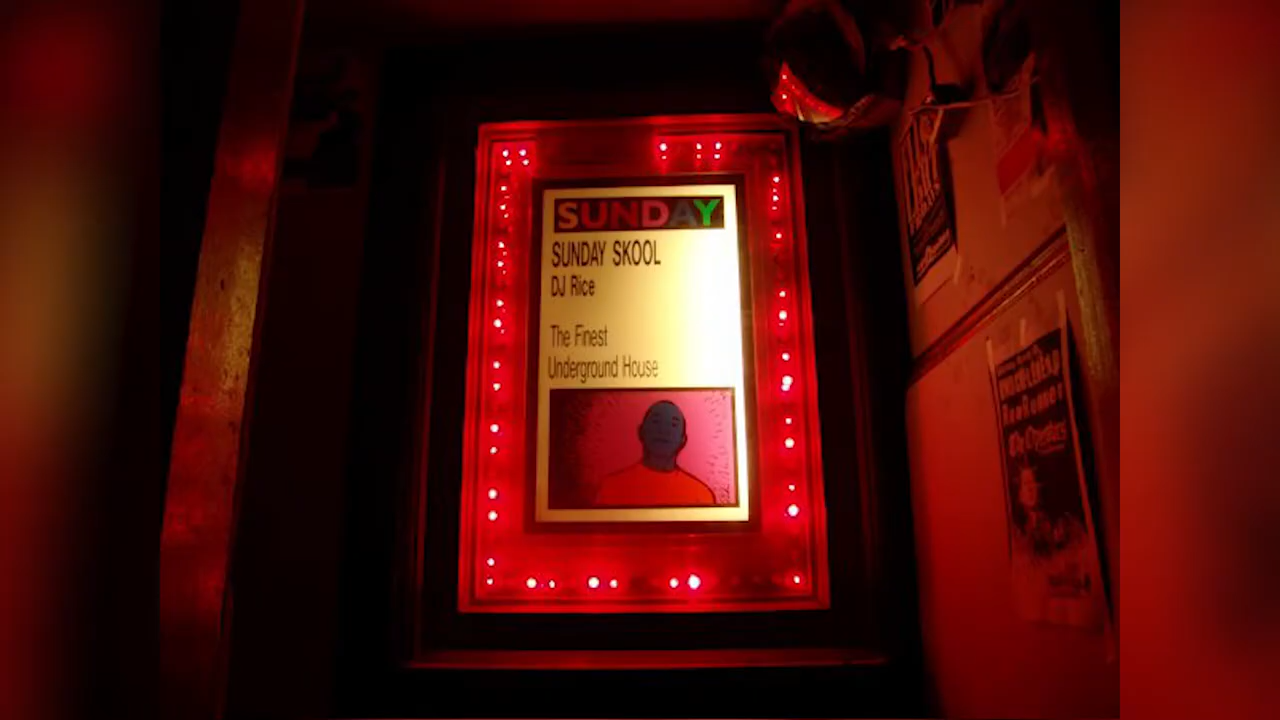 SUNDAY
SUNDAY SKOOL
DJ Rice
The Finest
Underground House